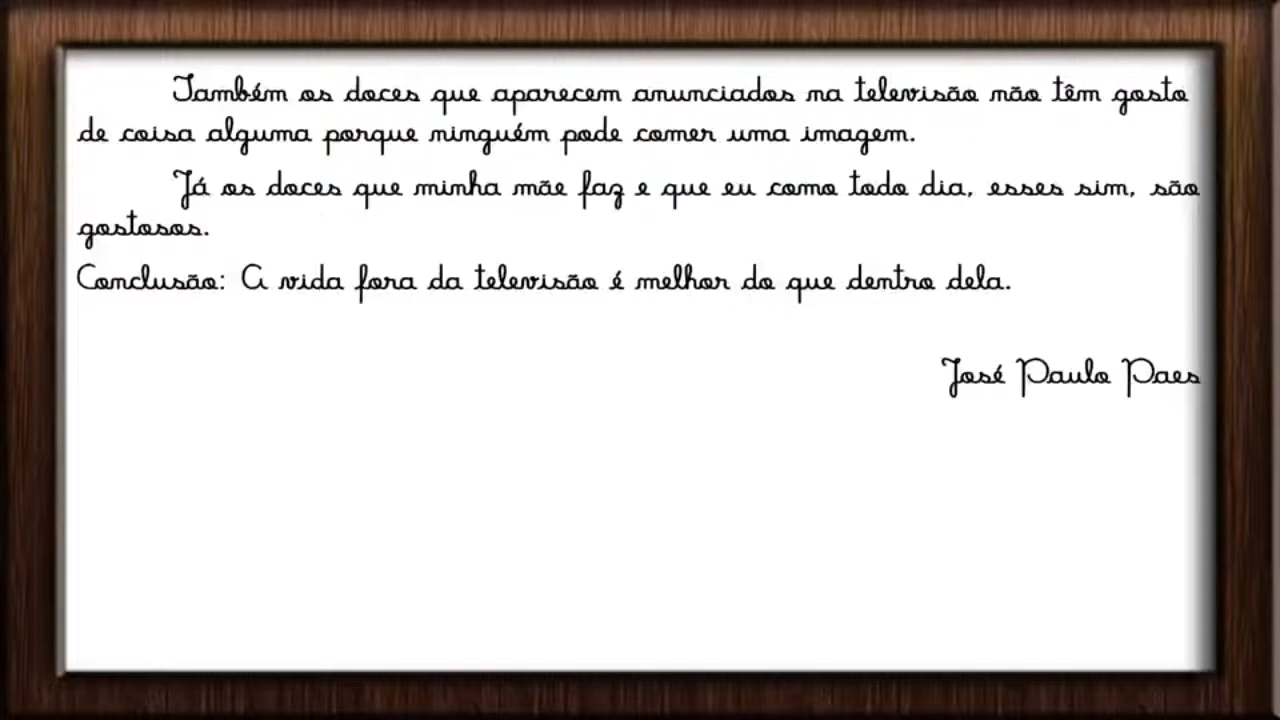 Também os doces que aparecem anunciados na televisão não têm gosto
de coisa alguma porque ninguém pode comer uma imagem.
Já os doces que minha mãe faz e que eu como todo dia, esses sim, são
gostosos.
Conclusão: A vida fora da televisão é melhor do que dentro dela.
José Paulo Paes